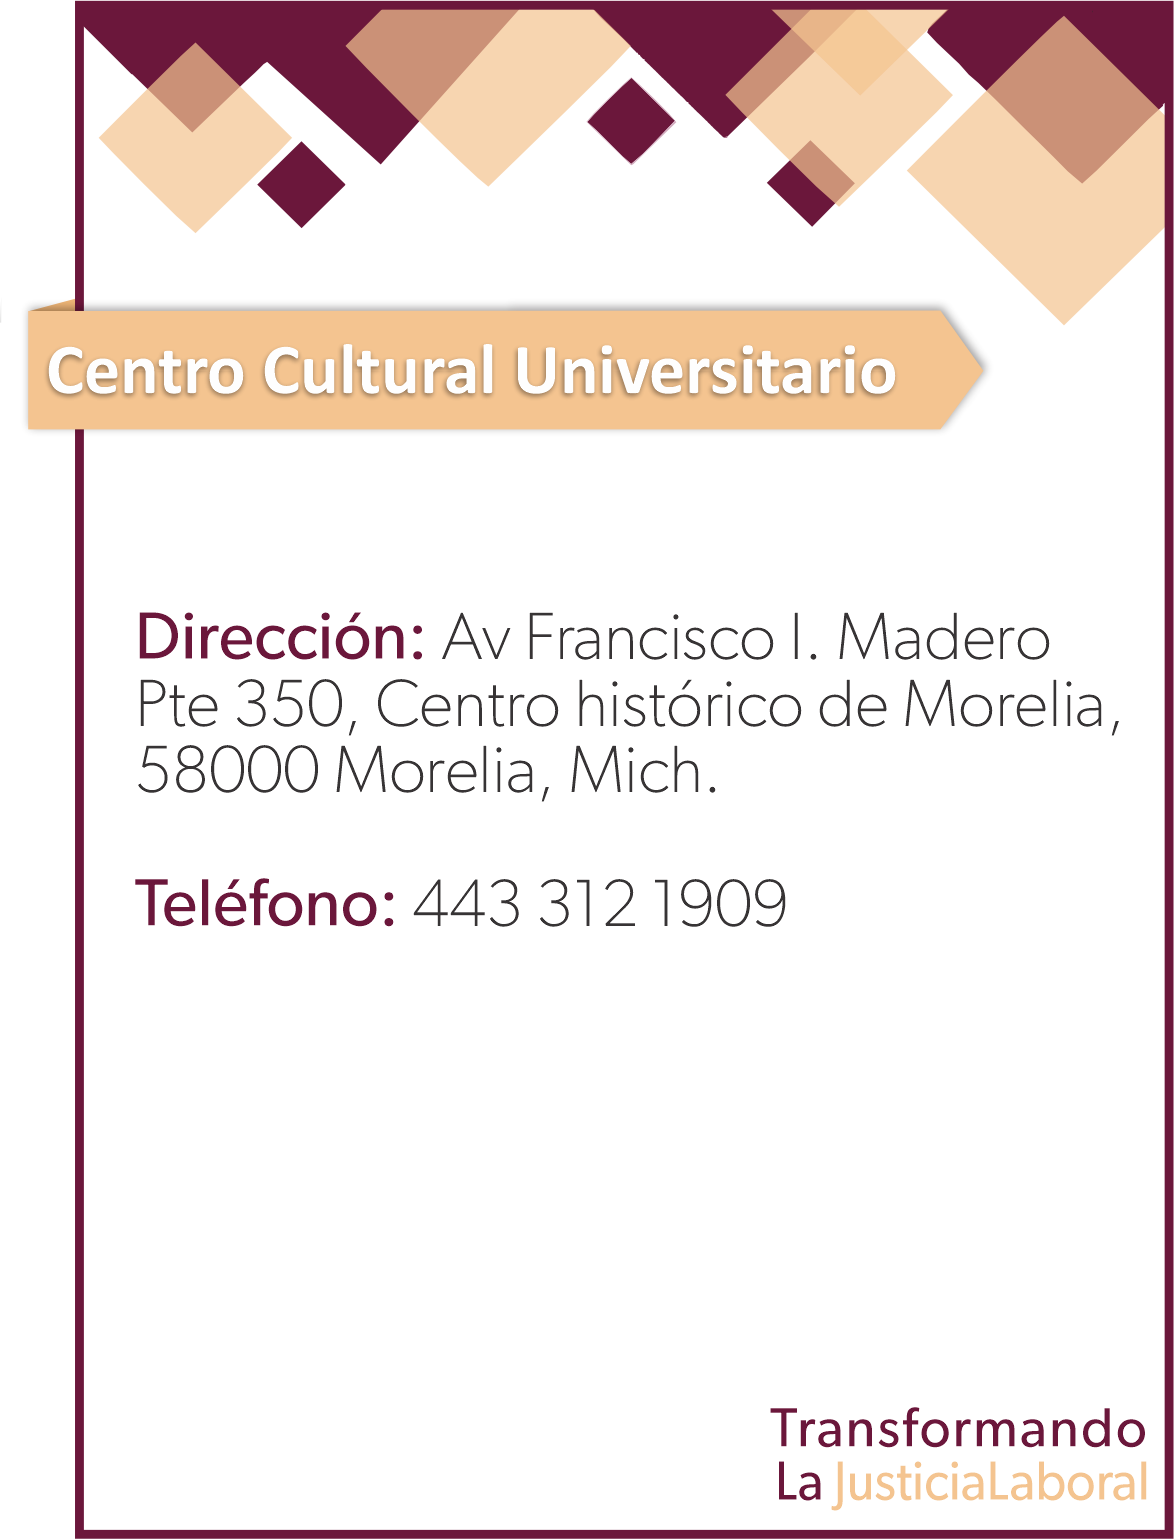 Centro Cultural Universitario
Dirección: Av Francisco I. Madero
Pte 350, Centro histórico de Morelia,
58000 Morelia, Mich.
Teléfono: 443 312 1909
Transformando
La JusticiaLaboral